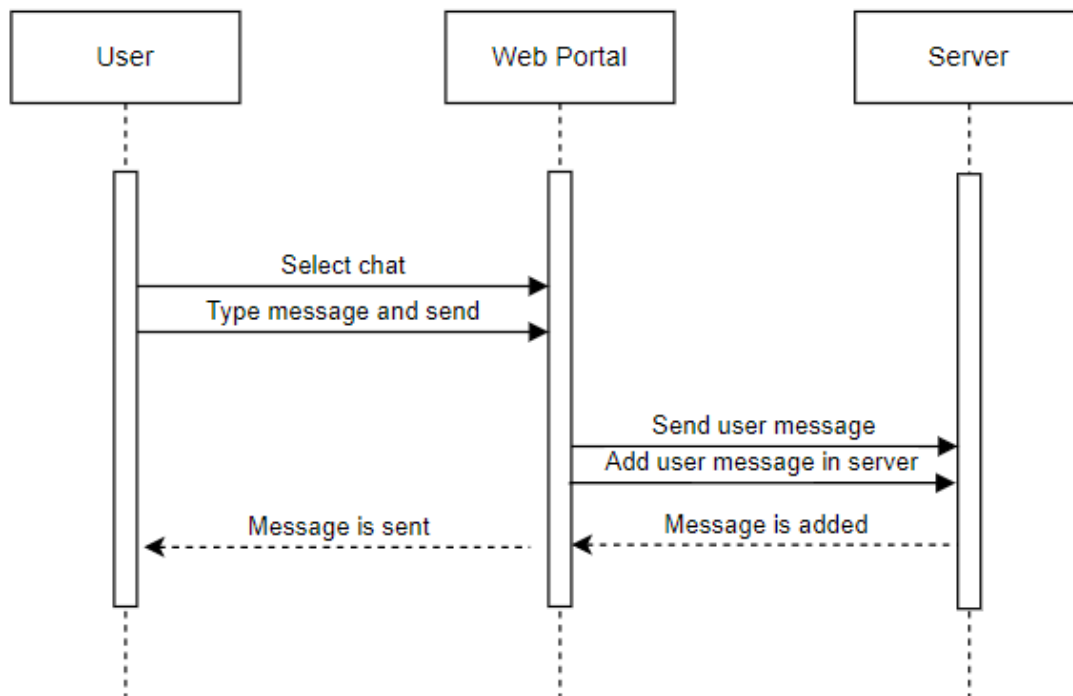 User
Web Portal
Server
Select chat
Type message and send
Send user message
Add user message in server
Message is sent
Message is added